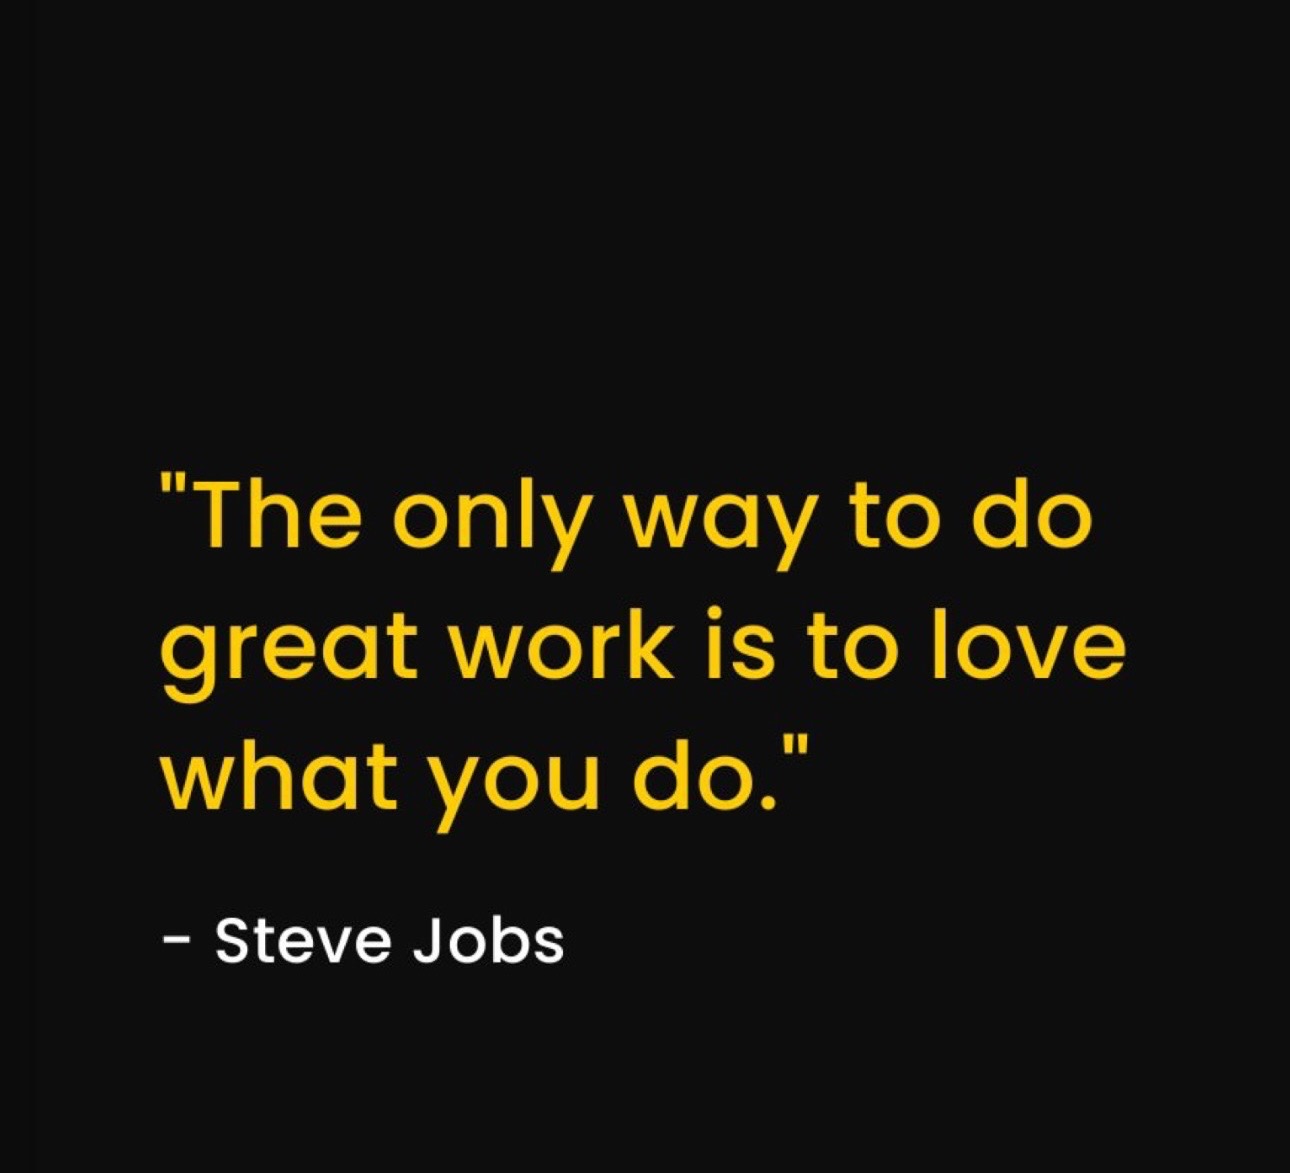 "The only way to do
great work is to love
what you do."
- Steve Jobs